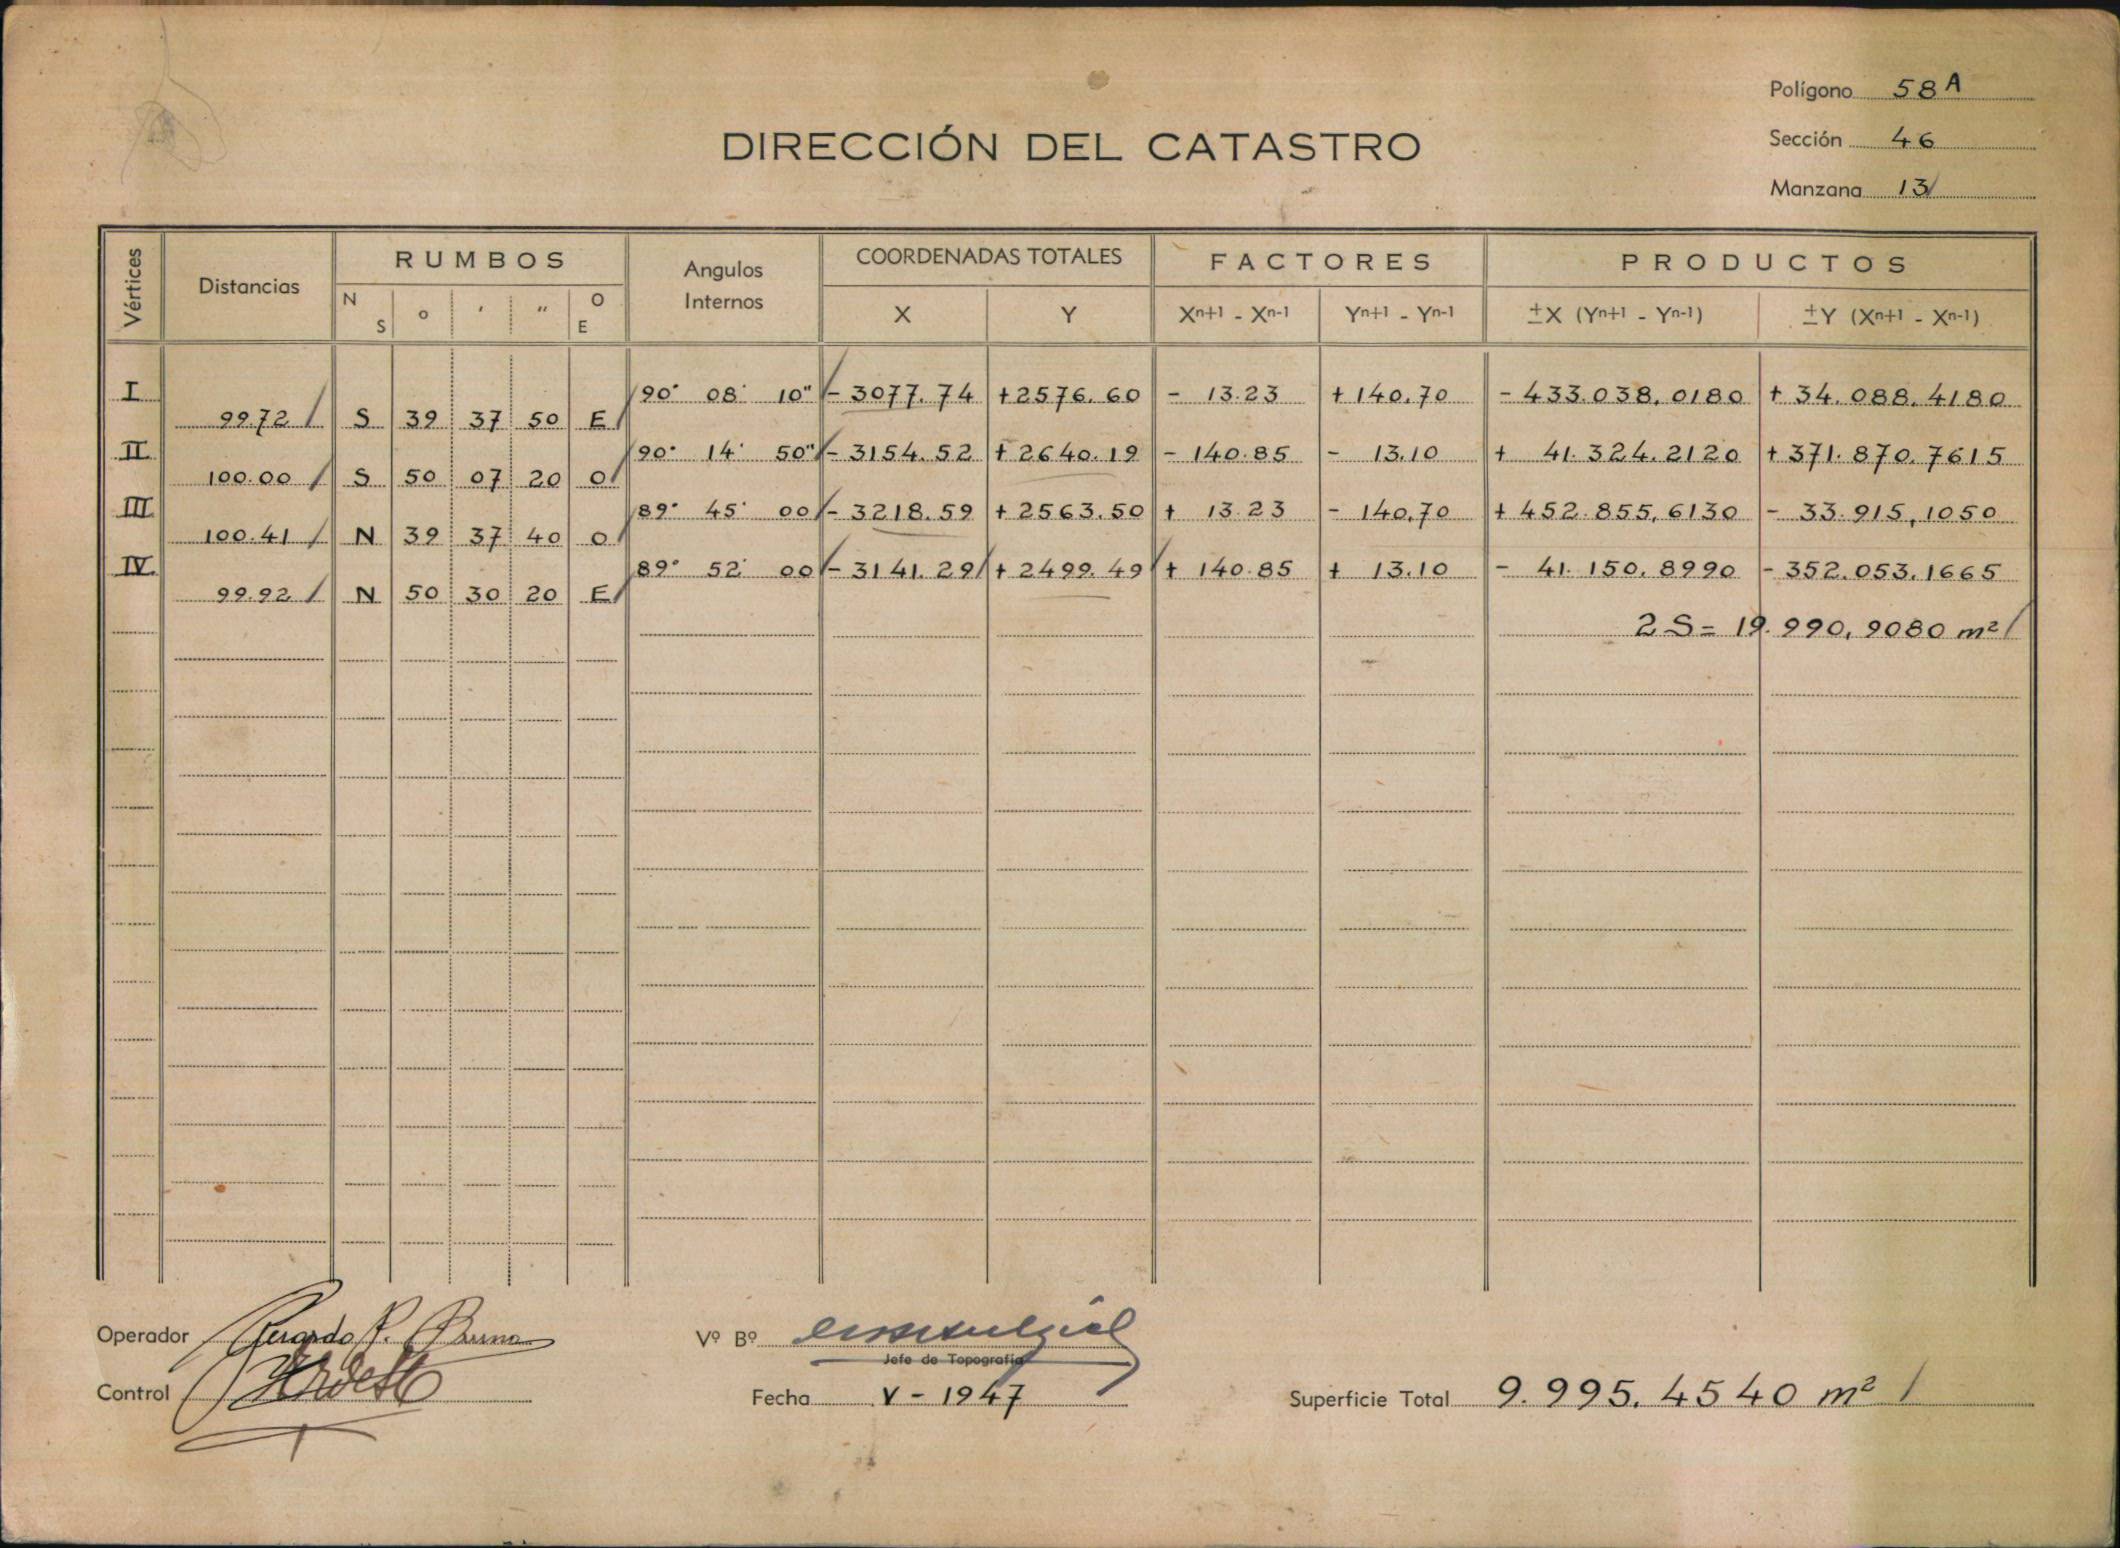 Polígono 58 A
Sección 46
Manzana 13
DIRECCIÓN DEL CATASTRO
Vértices Distancias RUMBOS Angulos Internos COORDENADAS TOTALES FACTORES PRODUCTOS
N S o ′ ″ O E X Y Xn+1 - Xn-1 Yn+1 - Yn-1 ±X (Yn+1 - Yn-1) ±Y (Xn+1 - Xn-1)
I 90° 08' 10" - 3077.74 +2576.60 - 13.23 +140.70 - 433.038,0180 + 34.088.4180
99.72 S 39 37 50 E
II 90° 14' 50" - 3154.52 + 2640.19 - 140.85 - 13.10 + 41.324.2120 + 371.870.7615
100.00 S 50 07 20 O
III 89° 45' 00 - 3218.59 + 2563.50 + 13.23 - 140,70 + 452.855,6130 - 33.915,1050
100.41 N 39 37 40 O
IV 89° 52' 00 - 3141.29 + 2499.49 + 140.85 + 13.10 - 41.150,8990 - 352.053,1665
99.92 N 50 30 20 E
2S = 19.990,9080 m²
Operador Gerardo P. Bruno
Vº Bº
Jefe de Topografía
Control
Fecha V - 1947
Superficie Total 9.995.4540 m²